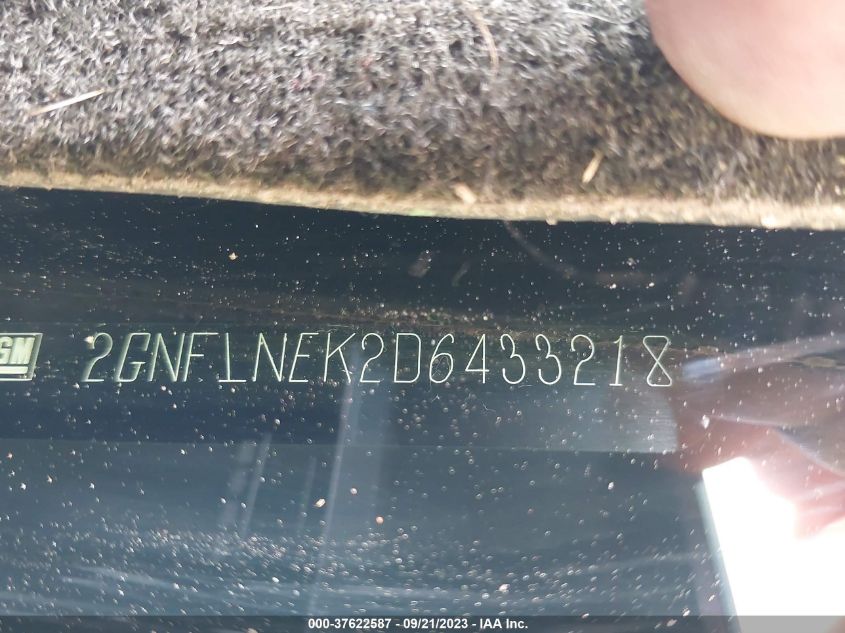 GM 2GNFLNEK2D6433218
000-37622587 - 09/21/2023 - IAA Inc.